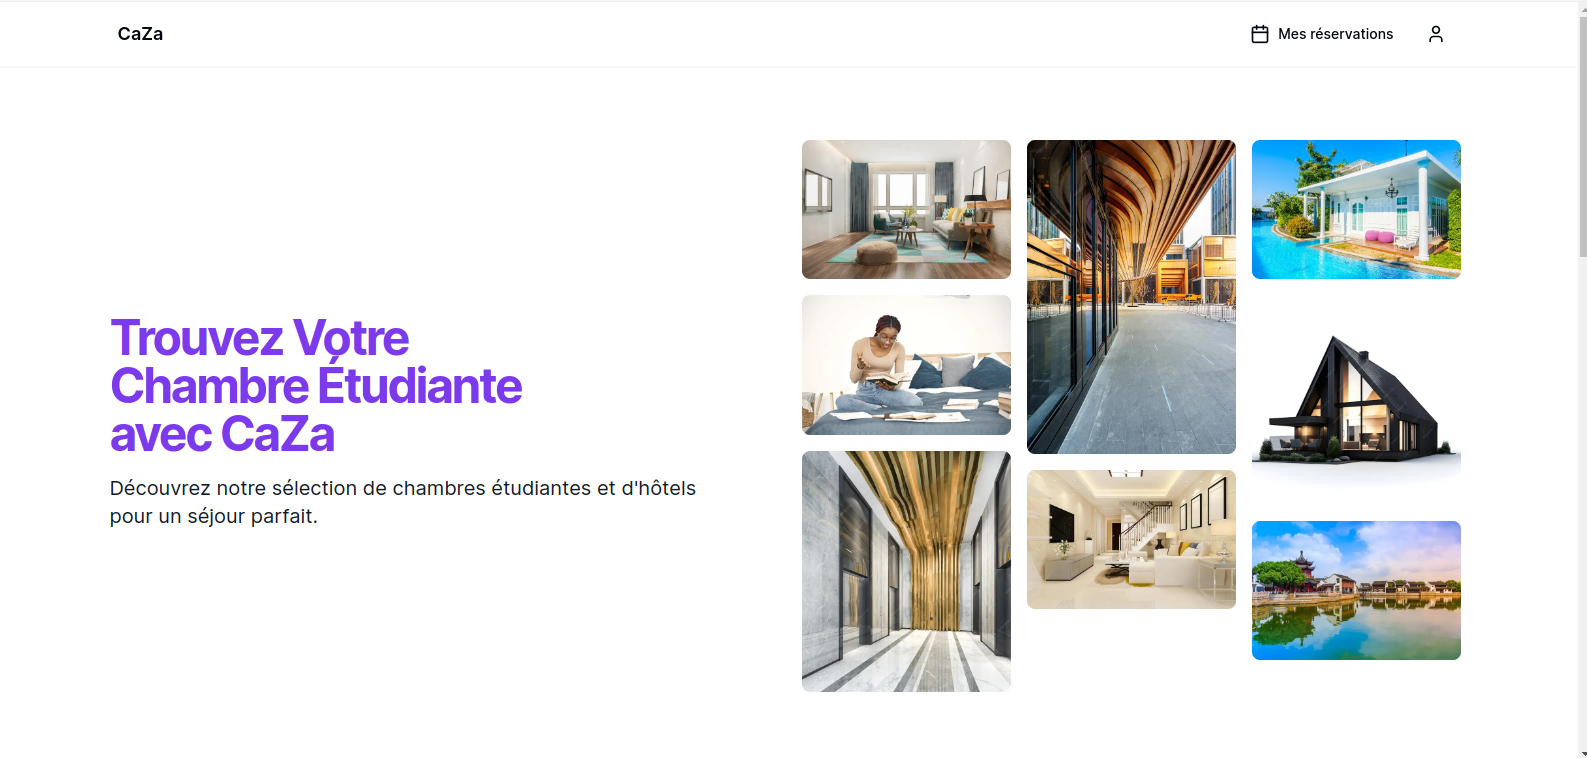 CaZa
Mes réservations
Trouvez Votre
Chambre Étudiante
avec CaZa
Découvrez notre sélection de chambres étudiantes et d'hôtels
pour un séjour parfait.